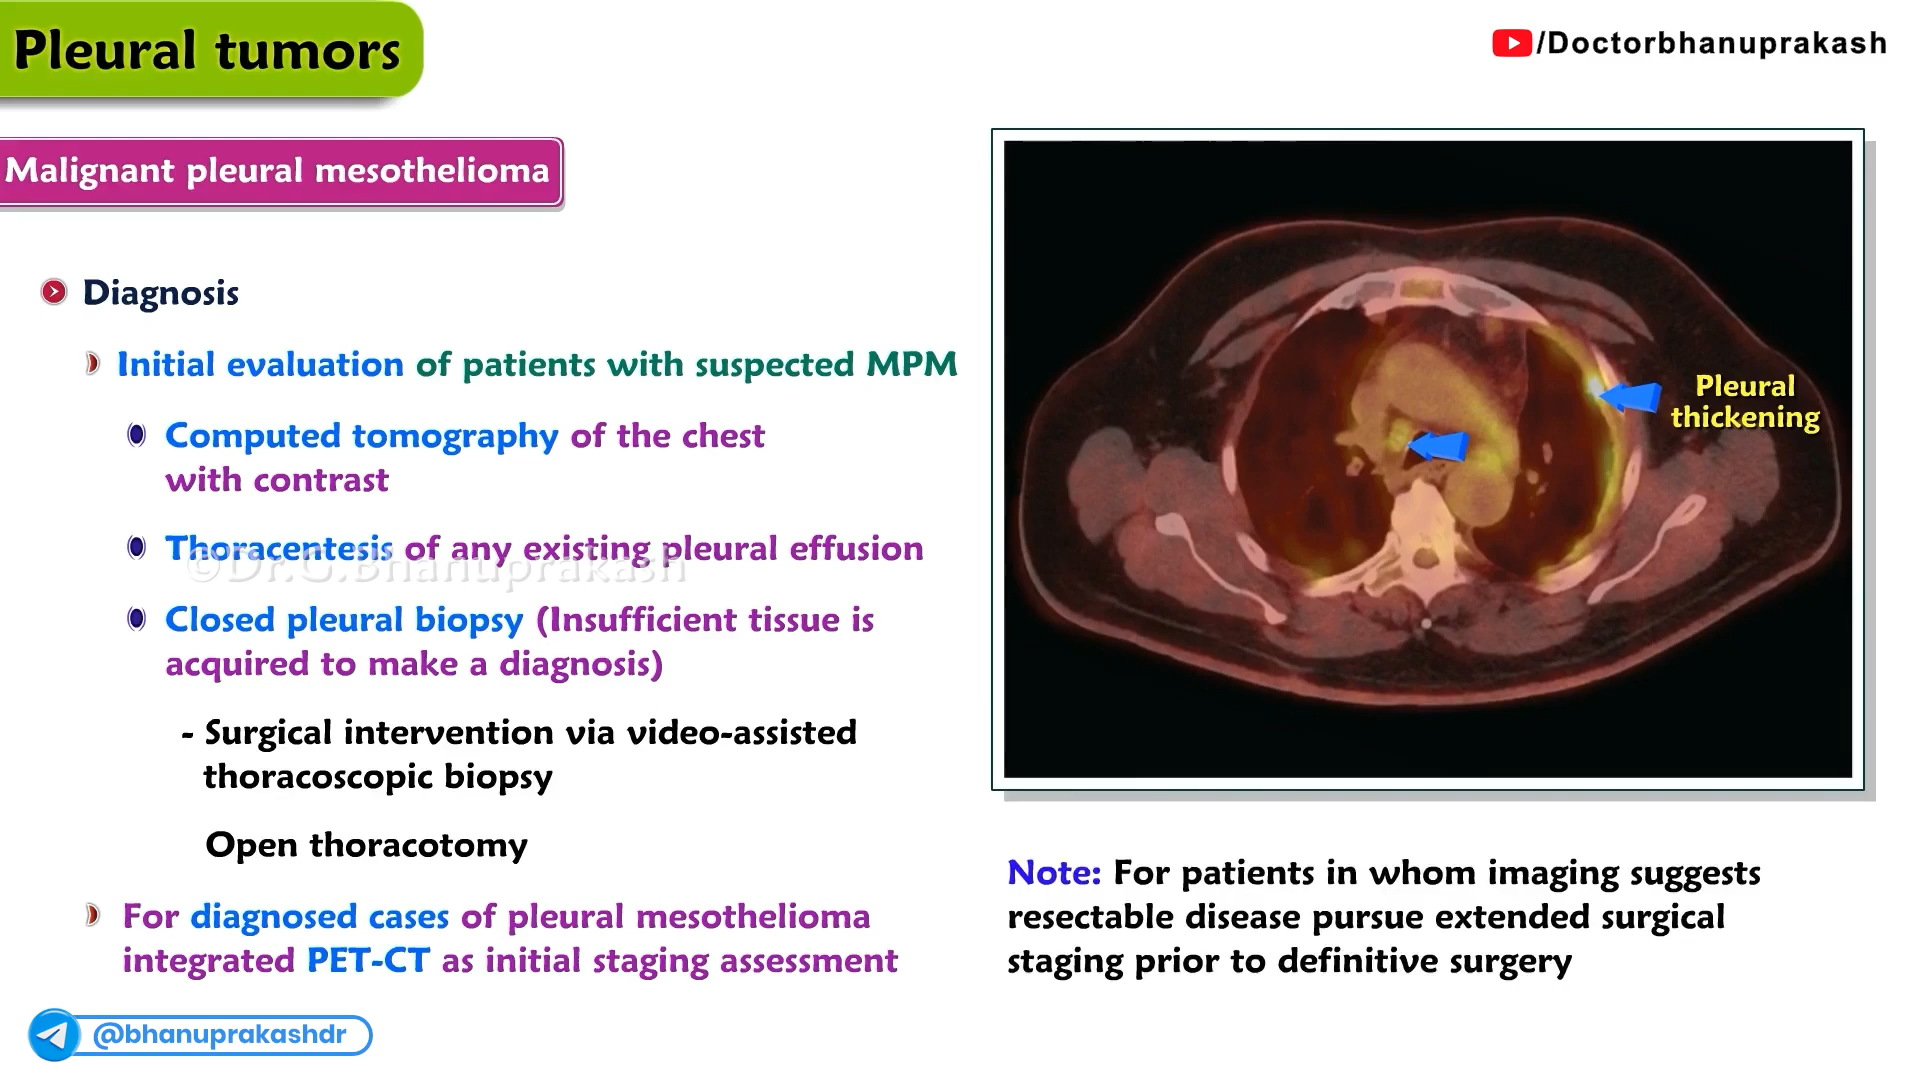 Pleural tumors
/Doctorbhanuprakash
Malignant pleural mesothelioma
Diagnosis
Initial evaluation of patients with suspected MPM
Computed tomography of the chest
with contrast
Thoracentesis of any existing pleural effusion
©Dr.G.Bhanuprakash
Closed pleural biopsy (Insufficient tissue is
acquired to make a diagnosis)
- Surgical intervention via video-assisted
thoracoscopic biopsy
Open thoracotomy
For diagnosed cases of pleural mesothelioma
integrated PET-CT as initial staging assessment
Pleural
thickening
Note: For patients in whom imaging suggests
resectable disease pursue extended surgical
staging prior to definitive surgery
@bhanuprakashdr